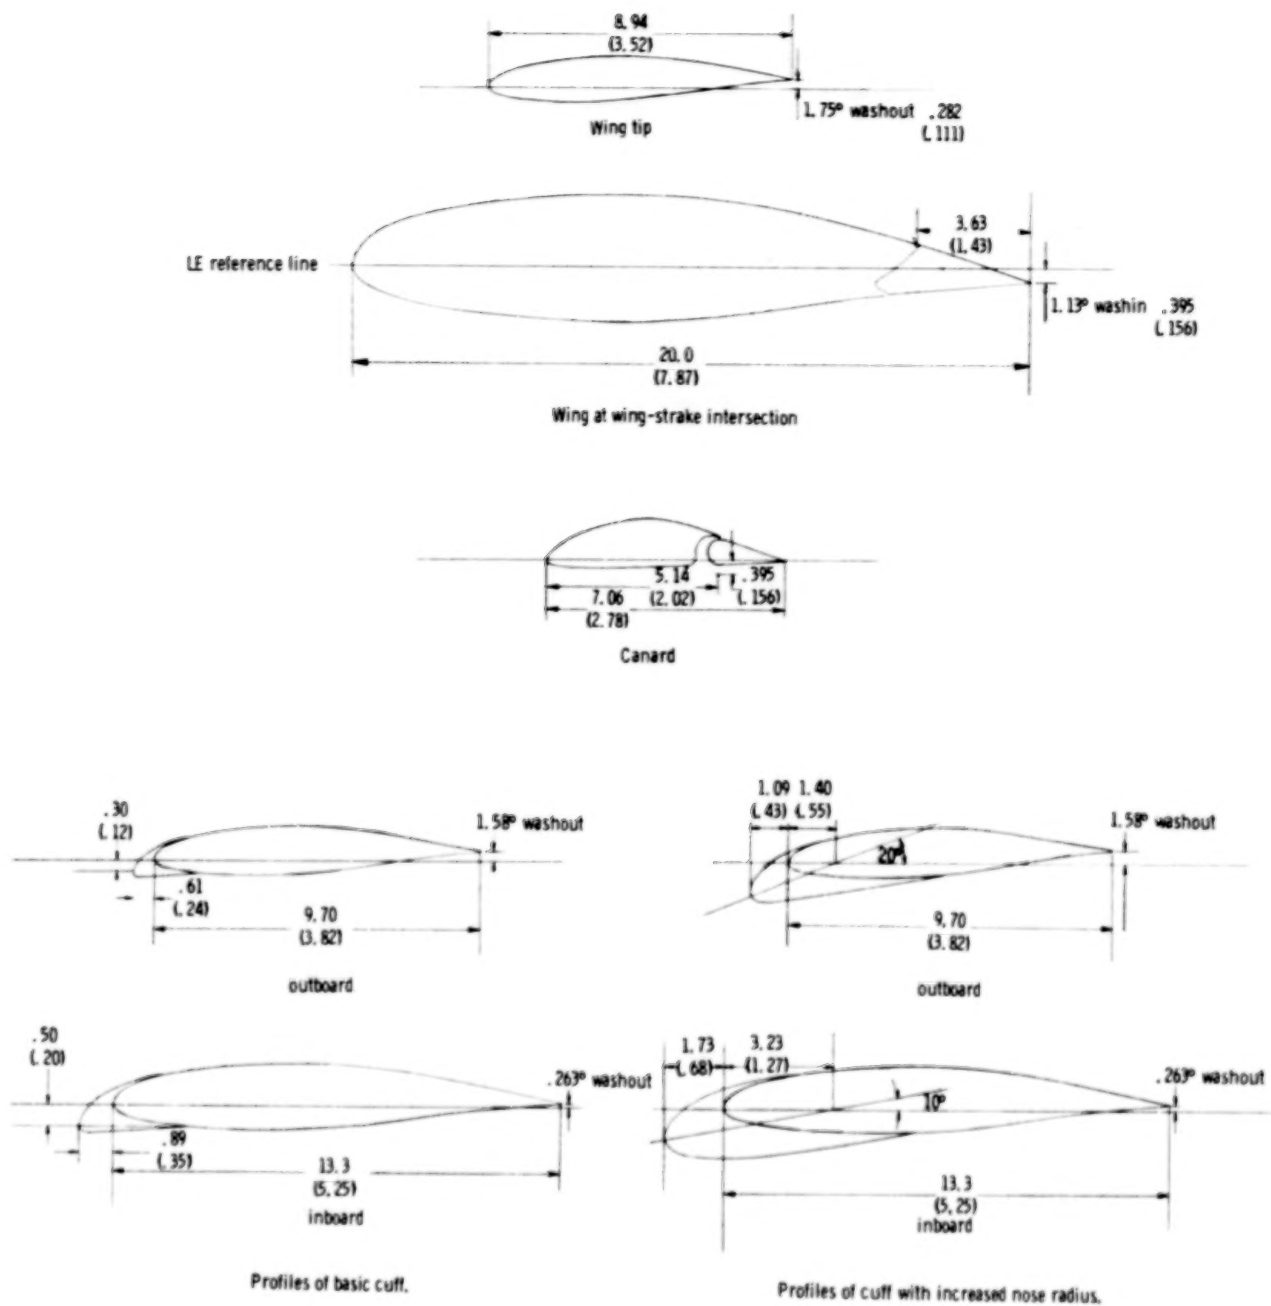 8.94
(3.52)
1.75° washout .282
(.111)
Wing tip
LE reference line
3.63
(1.43)
1.13° washin .395
(.156)
20.0
(7.87)
Wing at wing-strake intersection
5.14
(2.02)
.395
(.156)
7.06
(2.78)
Canard
.30
(.12)
1.58° washout
.61
(.24)
9.70
(3.82)
outboard
1.09 1.40
(.43) (.55)
20°
1.58° washout
9.70
(3.82)
outboard
.50
(.20)
.263° washout
.89
(.35)
13.3
(5.25)
inboard
1.73 3.23
(.68) (1.27)
10°
.263° washout
13.3
(5.25)
inboard
Profiles of basic cuff.
Profiles of cuff with increased nose radius.